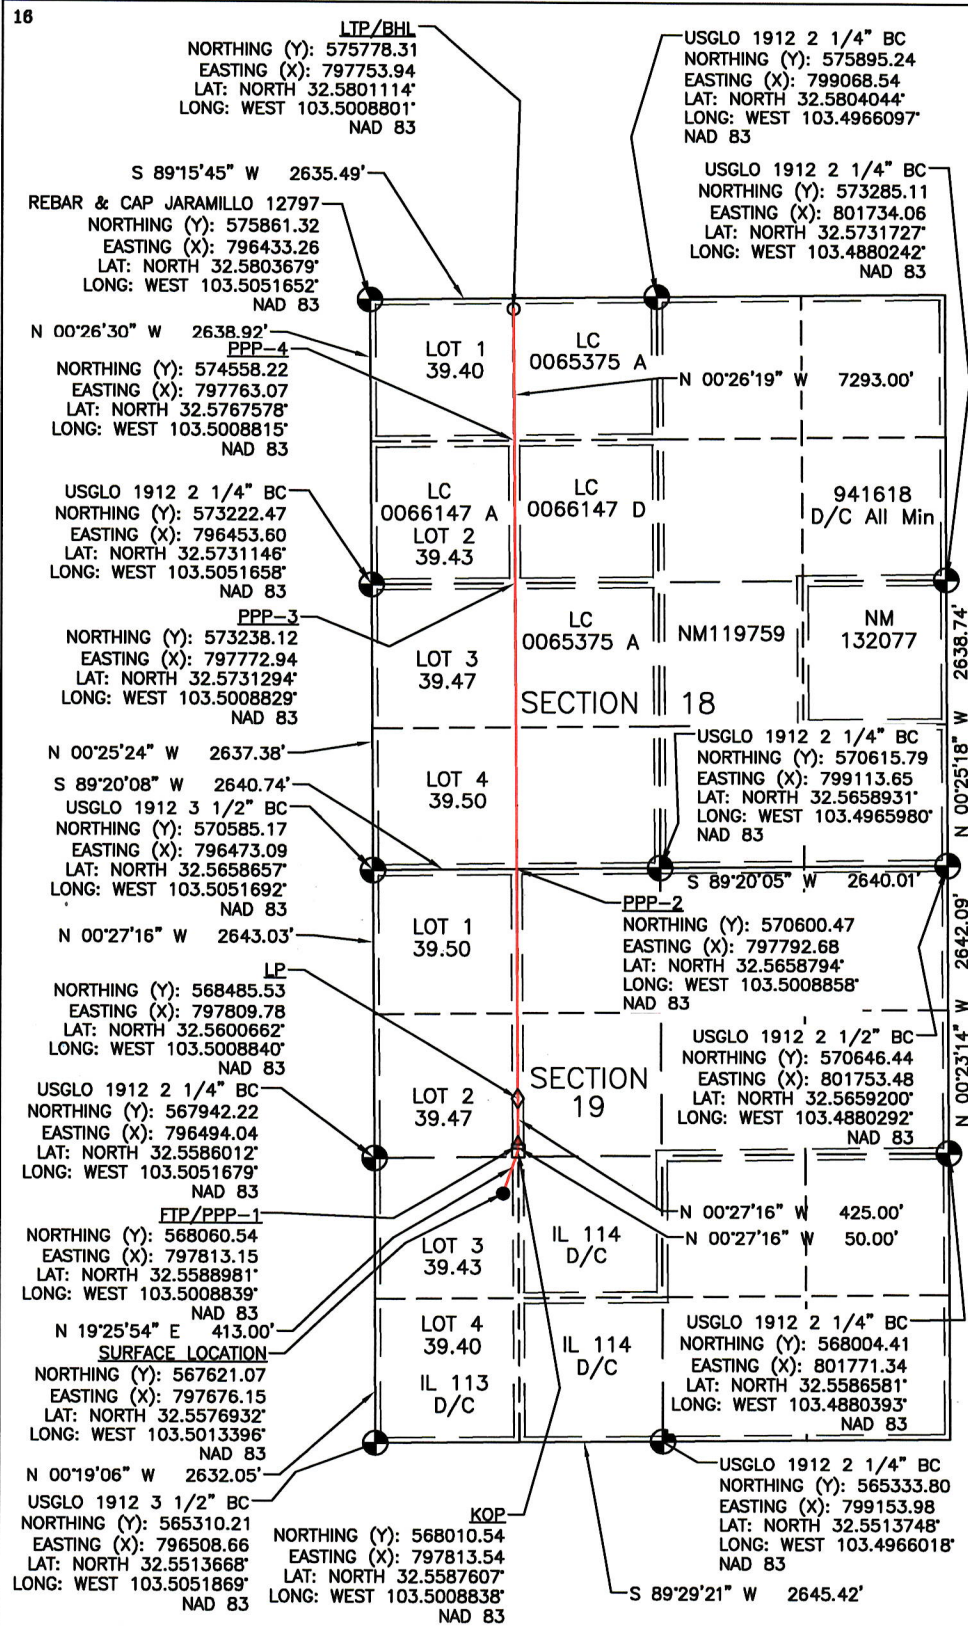 16
LTP/BHL
NORTHING (Y): 575778.31
EASTING (X): 797753.94
LAT: NORTH 32.5801114°
LONG: WEST 103.5008801°
NAD 83
USGLO 1912 2 1/4" BC
NORTHING (Y): 575895.24
EASTING (X): 799068.54
LAT: NORTH 32.5804044°
LONG: WEST 103.4966097°
NAD 83
S 89°15'45" W 2635.49'
REBAR & CAP JARAMILLO 12797
NORTHING (Y): 575861.32
EASTING (X): 796433.26
LAT: NORTH 32.5803679°
LONG: WEST 103.5051652°
NAD 83
USGLO 1912 2 1/4" BC
NORTHING (Y): 573285.11
EASTING (X): 801734.06
LAT: NORTH 32.5731727°
LONG: WEST 103.4880242°
NAD 83
N 00°26'30" W 2638.92'
PPP-4
NORTHING (Y): 574558.22
EASTING (X): 797763.07
LAT: NORTH 32.5767578°
LONG: WEST 103.5008815°
NAD 83
LOT 1
39.40
LC
0065375 A
N 00°26'19" W 7293.00'
USGLO 1912 2 1/4" BC
NORTHING (Y): 573222.47
EASTING (X): 796453.60
LAT: NORTH 32.5731146°
LONG: WEST 103.5051658°
NAD 83
LC
0066147 A
LOT 2
39.43
LC
0066147 D
941618
D/C All Min
PPP-3
NORTHING (Y): 573238.12
EASTING (X): 797772.94
LAT: NORTH 32.5731294°
LONG: WEST 103.5008829°
NAD 83
LOT 3
39.47
LC
0065375 A
NM119759
NM
132077
2638.74'
N 00°25'18" W
SECTION 18
N 00°25'24" W 2637.38'
S 89°20'08" W 2640.74'
USGLO 1912 3 1/2" BC
NORTHING (Y): 570585.17
EASTING (X): 796473.09
LAT: NORTH 32.5658657°
LONG: WEST 103.5051692°
NAD 83
LOT 4
39.50
USGLO 1912 2 1/4" BC
NORTHING (Y): 570615.79
EASTING (X): 799113.65
LAT: NORTH 32.5658931°
LONG: WEST 103.4965980°
NAD 83
S 89°20'05" W 2640.01'
N 00°27'16" W 2643.03'
LOT 1
39.50
PPP-2
NORTHING (Y): 570600.47
EASTING (X): 797792.68
LAT: NORTH 32.5658794°
LONG: WEST 103.5008858°
NAD 83
2642.09'
N 00°23'14" W
LP
NORTHING (Y): 568485.53
EASTING (X): 797809.78
LAT: NORTH 32.5600662°
LONG: WEST 103.5008840°
NAD 83
USGLO 1912 2 1/2" BC
NORTHING (Y): 570646.44
EASTING (X): 801753.48
LAT: NORTH 32.5659200°
LONG: WEST 103.4880292°
NAD 83
LOT 2
39.47
SECTION
19
USGLO 1912 2 1/4" BC
NORTHING (Y): 567942.22
EASTING (X): 796494.04
LAT: NORTH 32.5586012°
LONG: WEST 103.5051679°
NAD 83
FTP/PPP-1
NORTHING (Y): 568060.54
EASTING (X): 797813.15
LAT: NORTH 32.5588981°
LONG: WEST 103.5008839°
NAD 83
N 00°27'16" W 425.00'
N 00°27'16" W 50.00'
LOT 3
39.43
IL 114
D/C
N 19°25'54" E 413.00'
SURFACE LOCATION
NORTHING (Y): 567621.07
EASTING (X): 797676.15
LAT: NORTH 32.5576932°
LONG: WEST 103.5013396°
NAD 83
LOT 4
39.40
IL 113
D/C
IL 114
D/C
USGLO 1912 2 1/4" BC
NORTHING (Y): 568004.41
EASTING (X): 801771.34
LAT: NORTH 32.5586581°
LONG: WEST 103.4880393°
NAD 83
N 00°19'06" W 2632.05'
USGLO 1912 3 1/2" BC
NORTHING (Y): 565310.21
EASTING (X): 796508.66
LAT: NORTH 32.5513668°
LONG: WEST 103.5051869°
NAD 83
KOP
NORTHING (Y): 568010.54
EASTING (X): 797813.54
LAT: NORTH 32.5587607°
LONG: WEST 103.5008838°
NAD 83
USGLO 1912 2 1/4" BC
NORTHING (Y): 565333.80
EASTING (X): 799153.98
LAT: NORTH 32.5513748°
LONG: WEST 103.4966018°
NAD 83
S 89°29'21" W 2645.42'